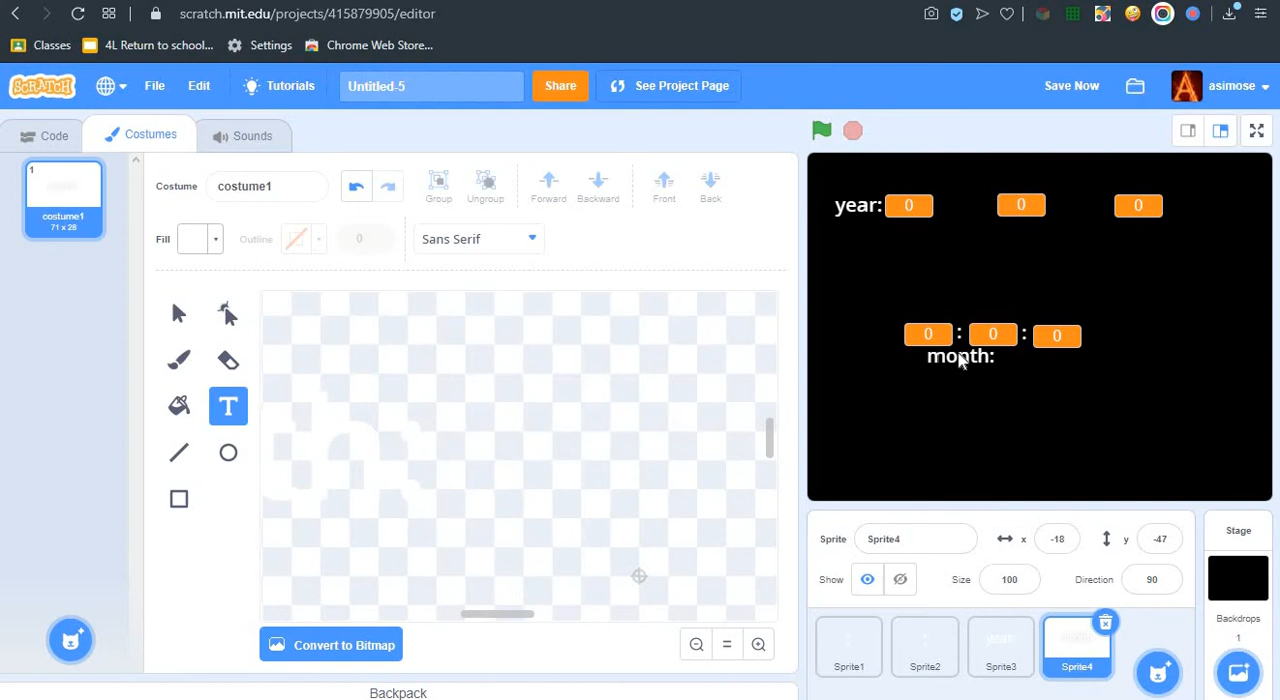 scratch.mit.edu/projects/415879905/editor
Classes
4L Return to school...
Settings
Chrome Web Store...
SCRATCH
File
Edit
Tutorials
Untitled-5
Share
See Project Page
Save Now
asimose
Code
Costumes
Sounds
1
costume1
71 x 28
Costume
costume1
Group
Ungroup
Forward
Backward
Front
Back
Fill
Outline
0
Sans Serif
T
Convert to Bitmap
Backpack
year: 0 0 0
0 : 0 : 0
month:
Sprite
Sprite4
x
-18
y
-47
Show
Size
100
Direction
90
Sprite1
Sprite2
year:
Sprite3
Sprite4
Stage
Backdrops
1